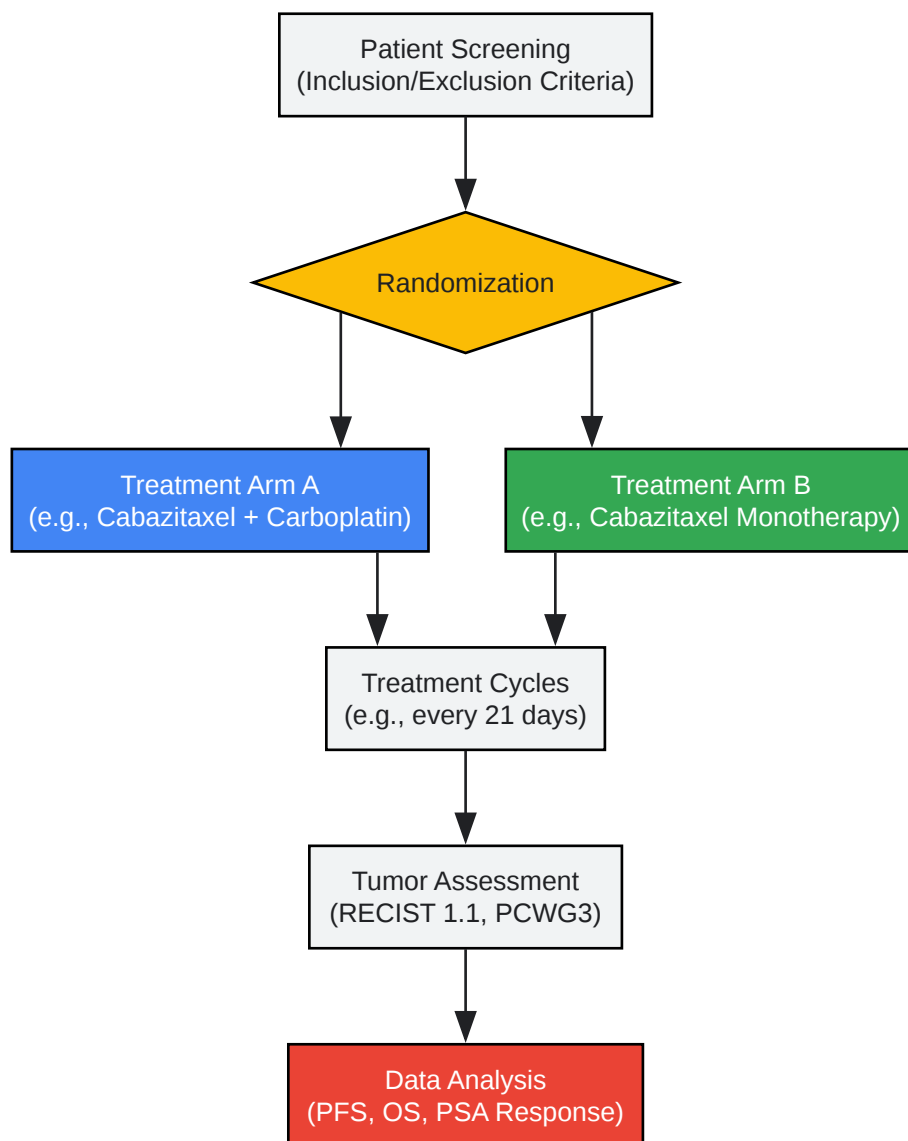 Patient Screening
(Inclusion/Exclusion Criteria)
Randomization
Treatment Arm A
(e.g., Cabazitaxel + Carboplatin)
Treatment Arm B
(e.g., Cabazitaxel Monotherapy)
Treatment Cycles
(e.g., every 21 days)
Tumor Assessment
(RECIST 1.1, PCWG3)
Data Analysis
(PFS, OS, PSA Response)